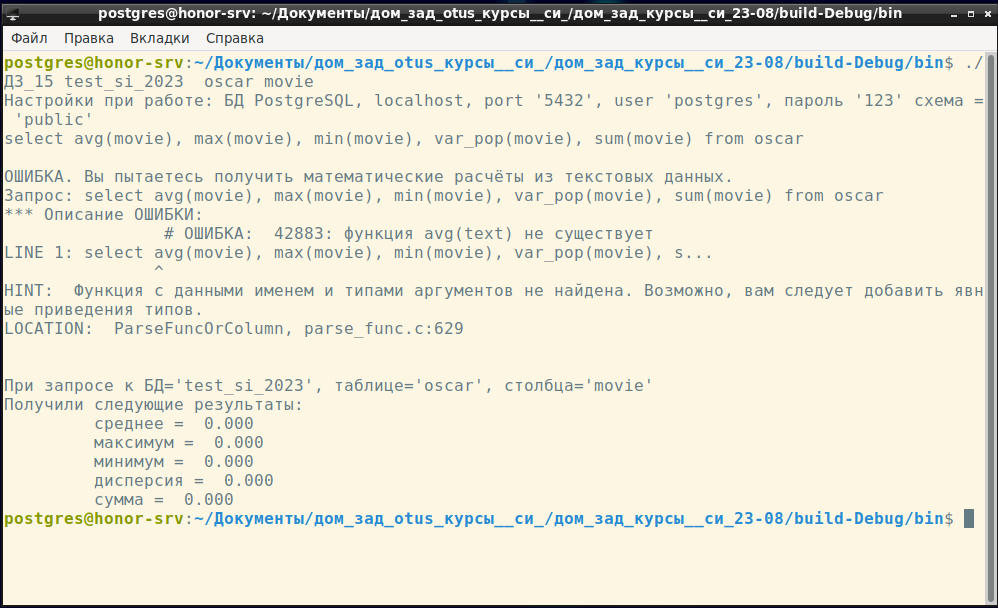 postgres@honor-srv: ~/Документы/дом_зад_otus_курсы__си_/дом_зад_курсы__си_23-08/build-Debug/bin
Файл Правка Вкладки Справка
postgres@honor-srv:~/Документы/дом_зад_otus_курсы__си_/дом_зад_курсы__си_23-08/build-Debug/bin$ ./
ДЗ_15 test_si_2023  oscar movie
Настройки при работе: БД PostgreSQL, localhost, port '5432', user 'postgres', пароль '123' схема =
 'public'
select avg(movie), max(movie), min(movie), var_pop(movie), sum(movie) from oscar
ОШИБКА. Вы пытаетесь получить математические расчёты из текстовых данных.
Запрос: select avg(movie), max(movie), min(movie), var_pop(movie), sum(movie) from oscar
*** Описание ОШИБКИ:
# ОШИБКА:  42883: функция avg(text) не существует
LINE 1: select avg(movie), max(movie), min(movie), var_pop(movie), s...
^
HINT:  Функция с данными именем и типами аргументов не найдена. Возможно, вам следует добавить явн
ые приведения типов.
LOCATION:  ParseFuncOrColumn, parse_func.c:629
При запросе к БД='test_si_2023', таблице='oscar', столбца='movie'
Получили следующие результаты:
среднее =  0.000
максимум =  0.000
минимум =  0.000
дисперсия =  0.000
сумма =  0.000
postgres@honor-srv:~/Документы/дом_зад_otus_курсы__си_/дом_зад_курсы__си_23-08/build-Debug/bin$